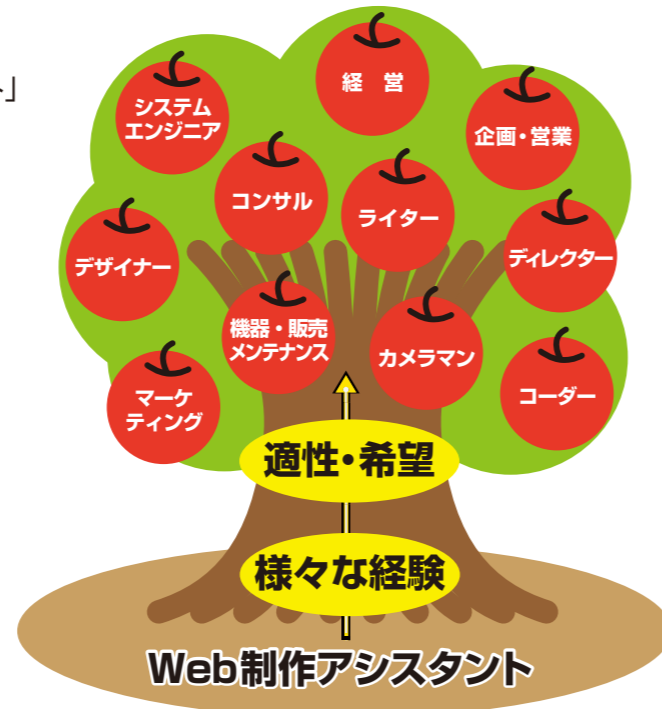 」
経 営
システム
エンジニア
企画・営業
コンサル
ライター
デザイナー
ディレクター
機器・販売
メンテナンス
カメラマン
マーケ
ティング
コーダー
適性・希望
様々な経験
Web制作アシスタント